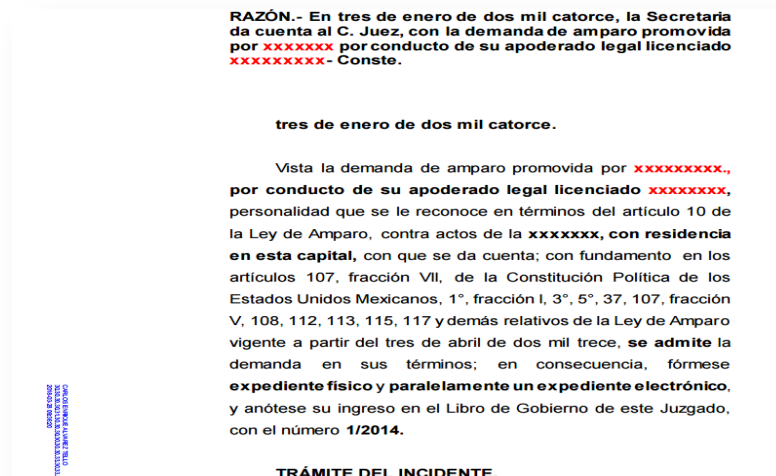 RAZÓN.- En tres de enero de dos mil catorce, la Secretaria
da cuenta al C. Juez, con la demanda de amparo promovida
por xxxxxxx por conducto de su apoderado legal licenciado
xxxxxxxxx- Conste.
tres de enero de dos mil catorce.
Vista la demanda de amparo promovida por xxxxxxxxx.,
por conducto de su apoderado legal licenciado xxxxxxxx,
personalidad que se le reconoce en términos del artículo 10 de
la Ley de Amparo, contra actos de la xxxxxxx, con residencia
en esta capital, con que se da cuenta; con fundamento en los
artículos 107, fracción VII, de la Constitución Política de los
Estados Unidos Mexicanos, 1°, fracción I, 3°, 5°, 37, 107, fracción
V, 108, 112, 113, 115, 117 y demás relativos de la Ley de Amparo
vigente a partir del tres de abril de dos mil trece, se admite la
demanda en sus términos; en consecuencia, fórmese
expediente físico y paralelamente un expediente electrónico,
y anótese su ingreso en el Libro de Gobierno de este Juzgado,
con el número 1/2014.
TRÁMITE DEL INCIDENTE.
CARLOS ENRIQUE ALVAREZ TELLO